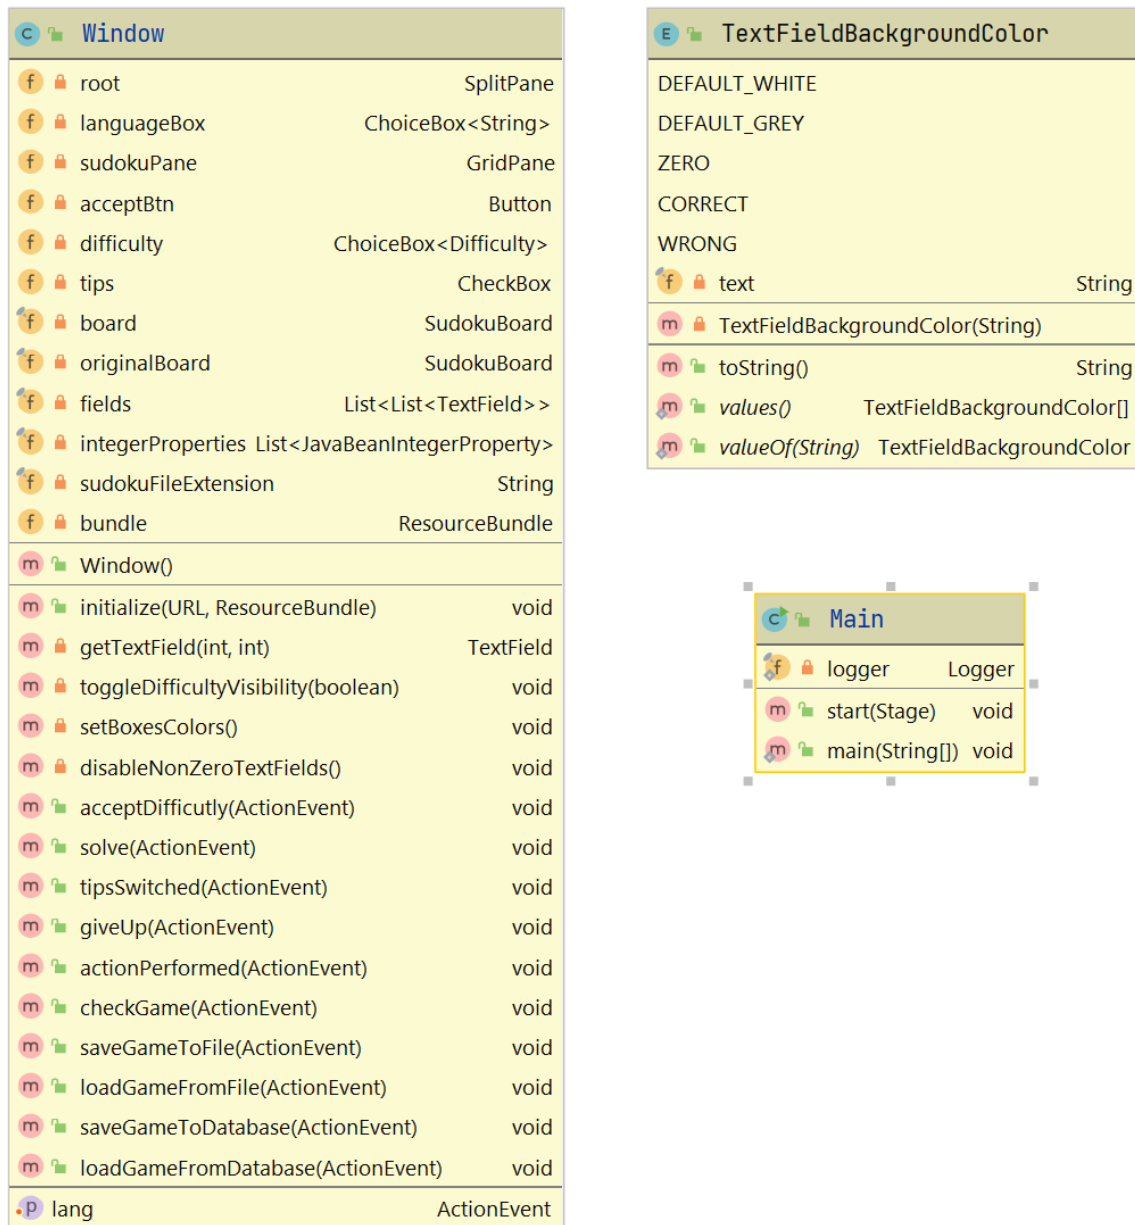 Window
root SplitPane
languageBox ChoiceBox<String>
sudokuPane GridPane
acceptBtn Button
difficulty ChoiceBox<Difficulty>
tips CheckBox
board SudokuBoard
originalBoard SudokuBoard
fields List<List<TextField>>
integerProperties List<JavaBeanIntegerProperty>
sudokuFileExtension String
bundle ResourceBundle
Window()
initialize(URL, ResourceBundle) void
getTextField(int, int) TextField
toggleDifficultyVisibility(boolean) void
setBoxesColors() void
disableNonZeroTextFields() void
acceptDifficutly(ActionEvent) void
solve(ActionEvent) void
tipsSwitched(ActionEvent) void
giveUp(ActionEvent) void
actionPerformed(ActionEvent) void
checkGame(ActionEvent) void
saveGameToFile(ActionEvent) void
loadGameFromFile(ActionEvent) void
saveGameToDatabase(ActionEvent) void
loadGameFromDatabase(ActionEvent) void
lang ActionEvent
TextFieldBackgroundColor
DEFAULT_WHITE
DEFAULT_GREY
ZERO
CORRECT
WRONG
text String
TextFieldBackgroundColor(String)
toString() String
values() TextFieldBackgroundColor[]
valueOf(String) TextFieldBackgroundColor
Main
logger Logger
start(Stage) void
main(String[]) void